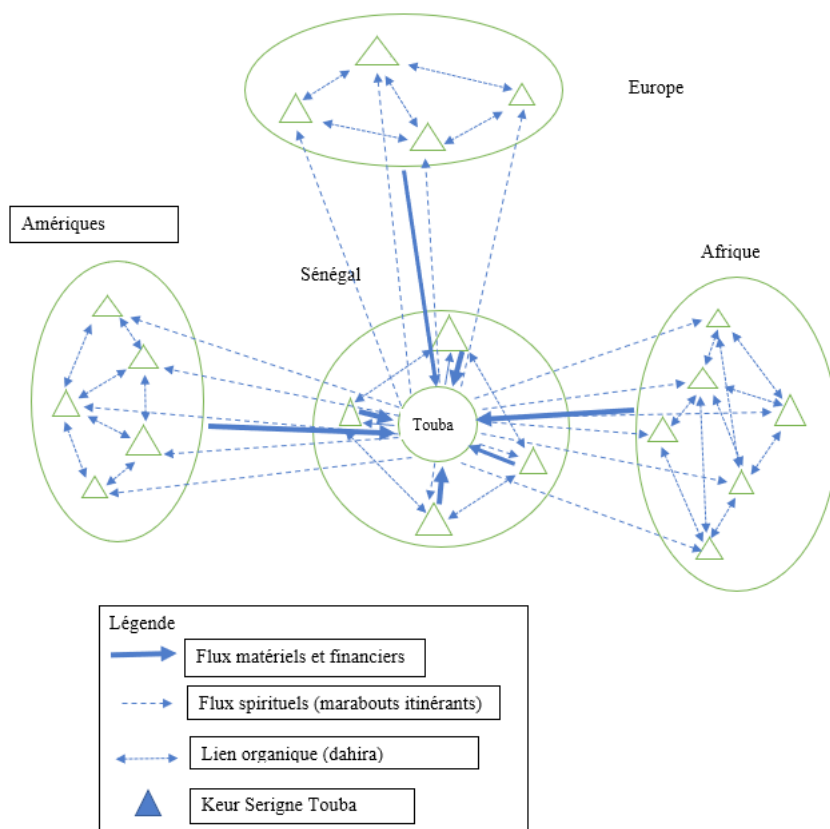 Europe
Amériques
Afrique
Sénégal
Touba
Légende
Flux matériels et financiers
Flux spirituels (marabouts itinérants)
Lien organique (dahira)
Keur Serigne Touba